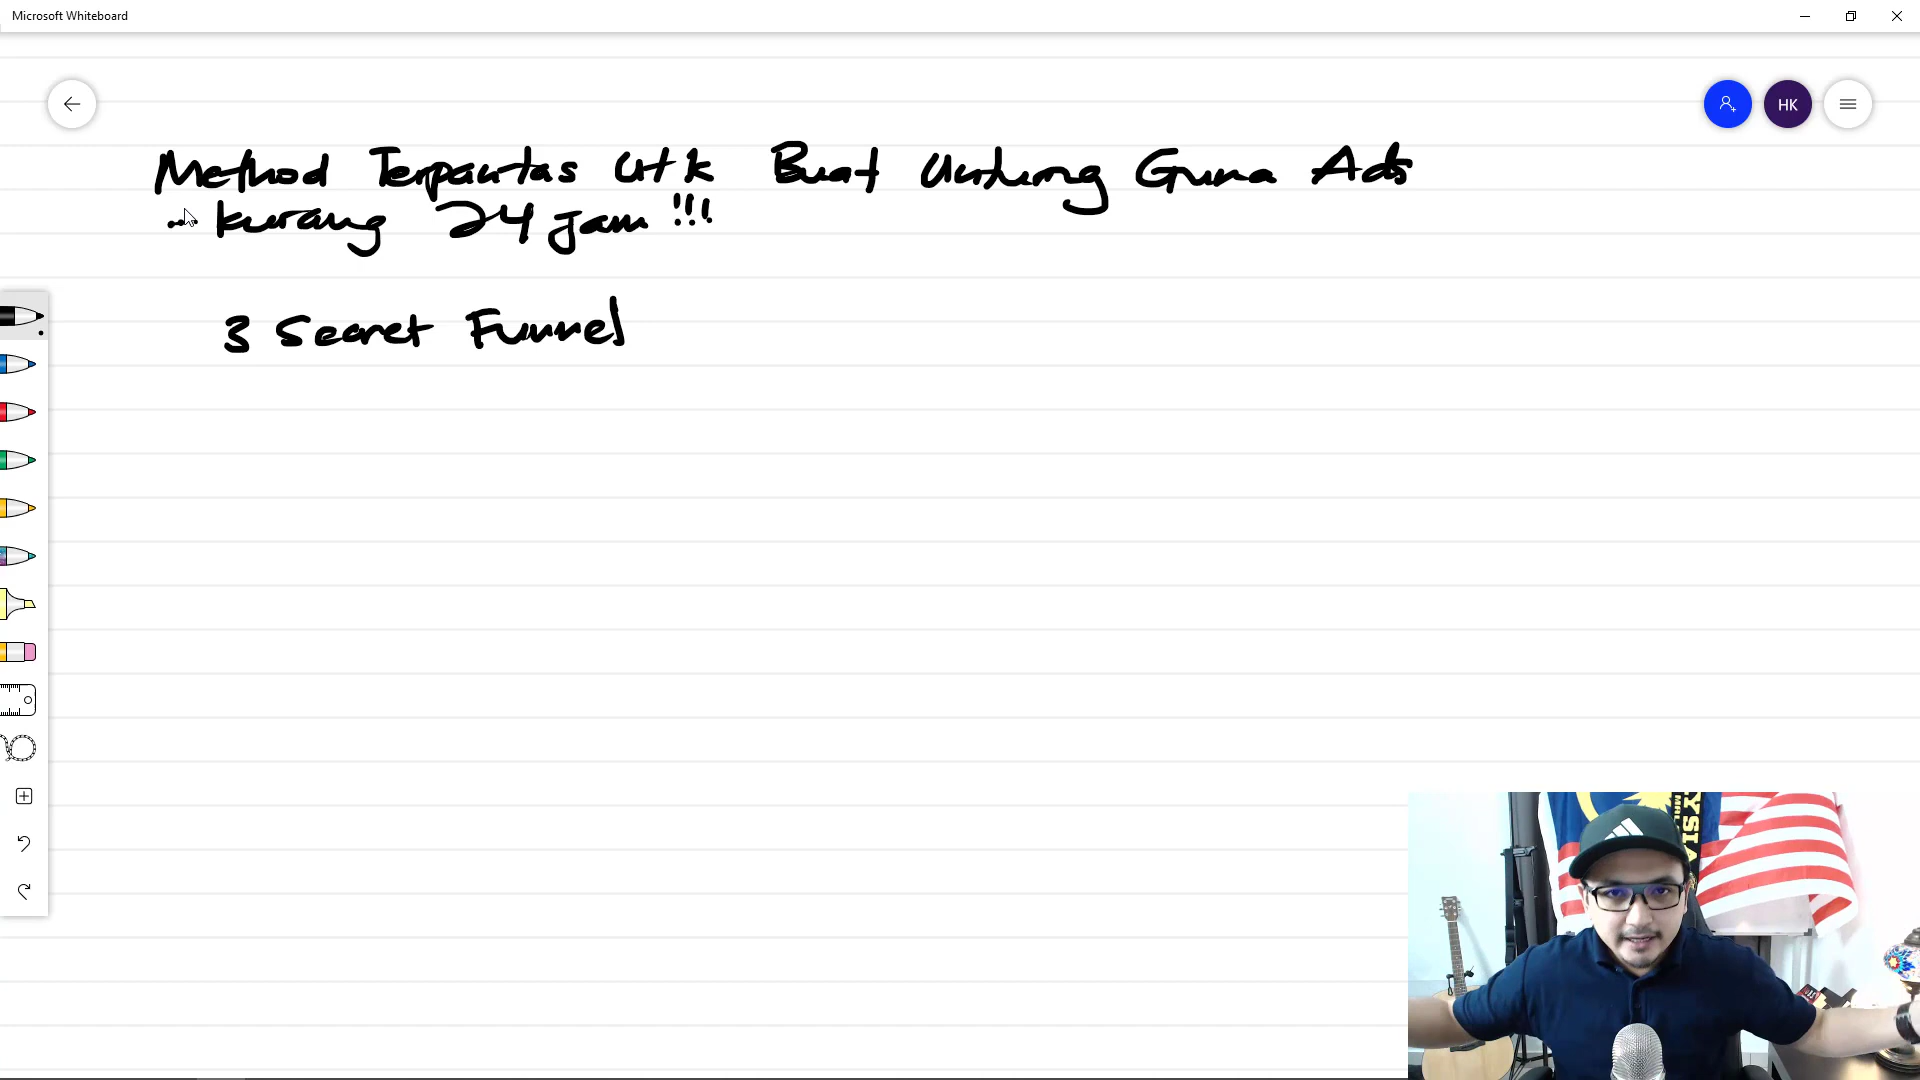 Microsoft Whiteboard
HK
Method Terpantas Utk Buat Untung Guna Ads
... kurang 24 jam !!!
3 Secret Funnel